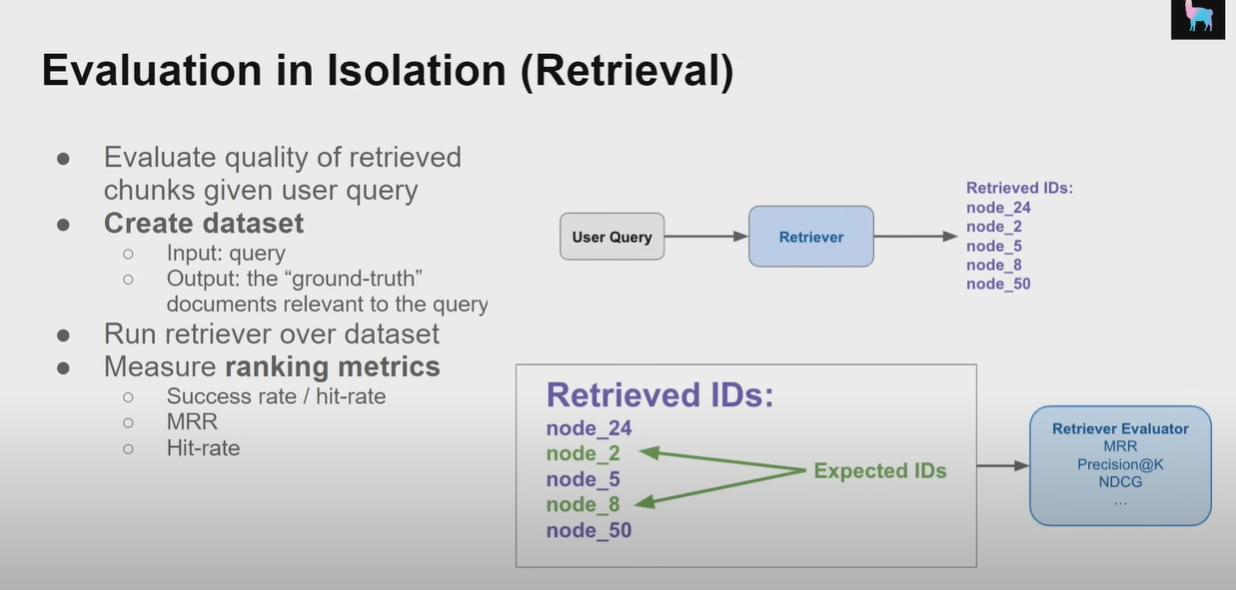 Evaluation in Isolation (Retrieval)
● Evaluate quality of retrieved
chunks given user query
● Create dataset
○ Input: query
○ Output: the “ground-truth”
documents relevant to the query
● Run retriever over dataset
● Measure ranking metrics
○ Success rate / hit-rate
○ MRR
○ Hit-rate
User Query
Retriever
Retrieved IDs:
node_24
node_2
node_5
node_8
node_50
Retrieved IDs:
node_24
node_2
node_5
node_8
node_50
Expected IDs
Retriever Evaluator
MRR
Precision@K
NDCG
...